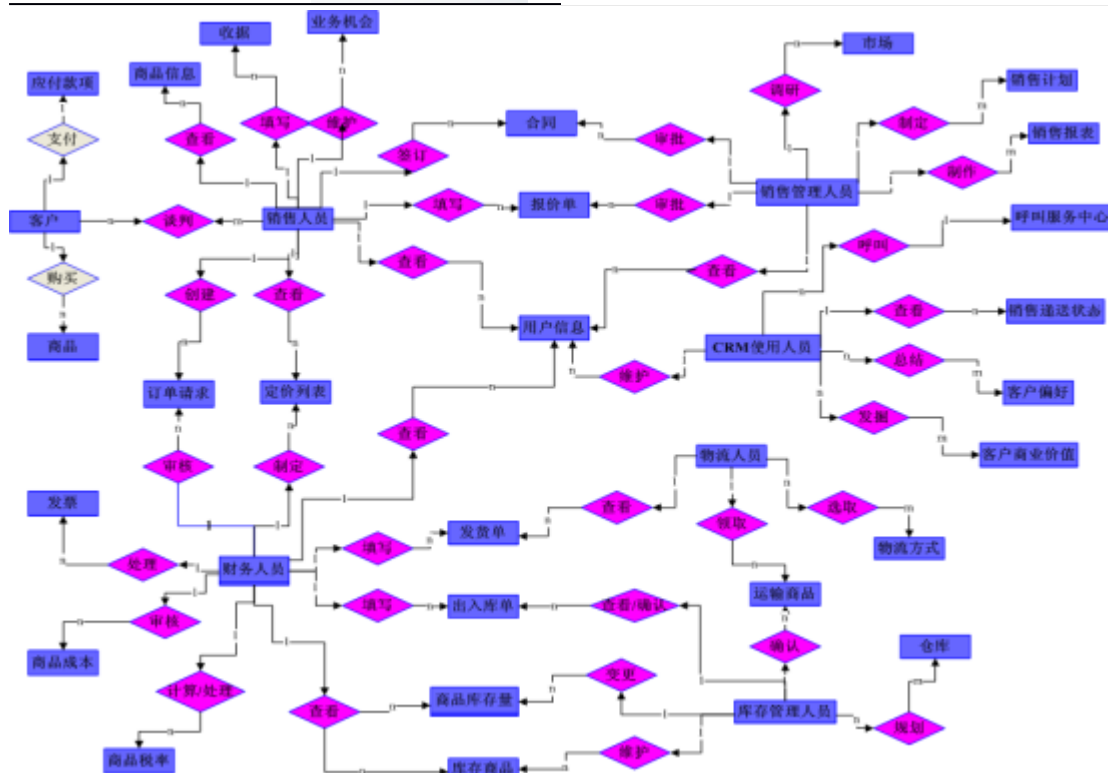 业务机会
收据
市场
商品信息
应付款项
销售计划
调研
填写
维护
合同
制定
支付
查看
审批
销售报表
签订
制作
销售管理人员
填写
报价单
审批
呼叫服务中心
客户
谈判
销售人员
呼叫
查看
查看
购买
创建
查看
查看
销售递送状态
用户信息
商品
CRM使用人员
总结
维护
订单请求
定价列表
客户偏好
发掘
查看
客户商业价值
物流人员
审核
制定
发票
查看
选取
领取
发货单
填写
物流方式
处理
财务人员
运输商品
填写
出入库单
查看/确认
审核
确认
仓库
商品成本
变更
计算/处理
商品库存量
查看
库存管理人员
规划
维护
商品税率
库存商品
n
n
n
n
n
n
m
m
n
n
m
n
n
n
n
n
n
n
m
m
m
n
n
n
n
n
n
n